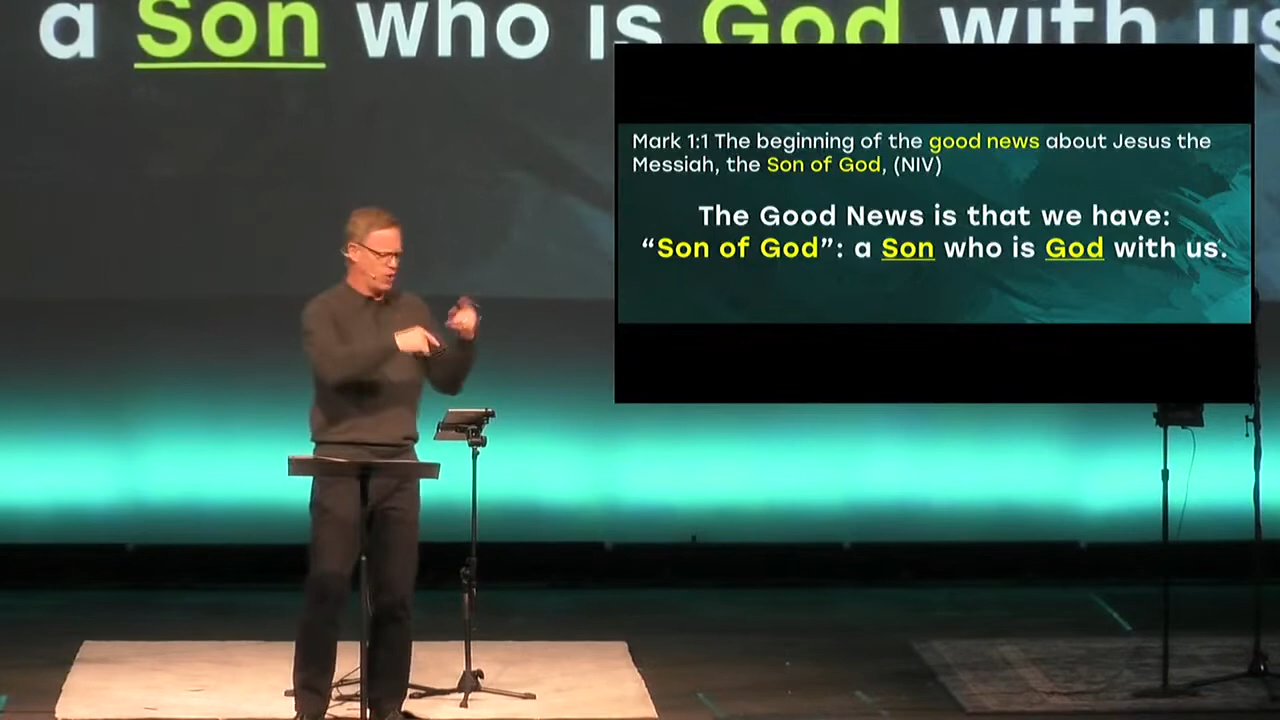 a Son who is God with us
Mark 1:1 The beginning of the good news about Jesus the
Messiah, the Son of God, (NIV)
The Good News is that we have:
“Son of God”: a Son who is God with us.